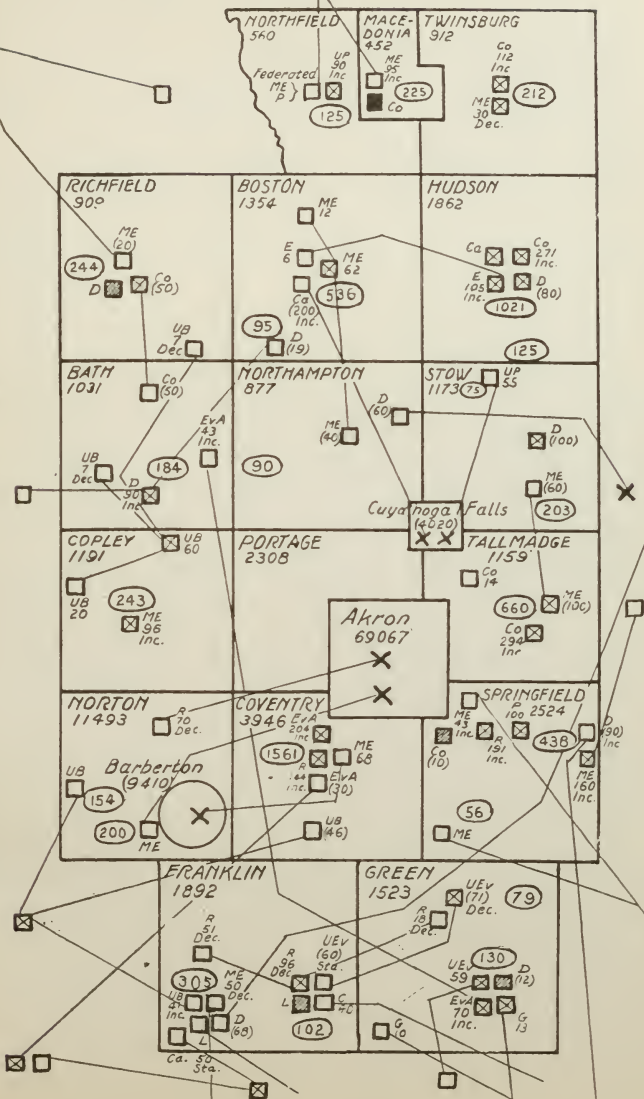 NORTHFIELD
560
MACE-
DONIA
452
TWINSBURG
912
Federated
ME
P
UP
90
Inc
125
ME
95
Inc
Co
225
Co
112
Inc
ME
30
Dec.
212
RICHFIELD
ME
(20)
244
D
Co
(50)
UB
7
Dec
BOSTON
1354
ME
12
E
6
ME
62
Ca
(200)
Inc.
536
95
D
(19)
HUDSON
1862
Ca
Co
271
Inc.
E
105
Inc.
D
(80)
1021
125
BATH
1031
Co
(50)
EvA
43
Inc.
UB
7
Dec
D
90
Inc
184
NORTHAMPTON
877
D
(60)
ME
(40)
90
STOW
1173
75
UP
55
D
(100)
ME
(60)
203
Cuyahoga Falls
(4020)
COPLEY
1191
UB
60
UB
20
243
ME
96
Inc.
PORTAGE
2308
TALLMADGE
1159
Co
14
660
ME
(100)
Co
294
Inc
Akron
69067
NORTON
11493
R
70
Dec.
Barberton
(9410)
UB
154
200
ME
COVENTRY
3946
EvA
204
Inc
1561
R
44
Inc.
ME
68
EvA
(30)
UB
(46)
SPRINGFIELD
2524
ME
43
Inc
P
100
Co
(10)
R
191
Inc.
438
D
(90)
Inc
ME
160
Inc.
56
ME
FRANKLIN
1892
R
51
Dec.
R
96
Dec
UEv
(60)
Sta.
305
ME
50
Dec.
UB
41
Inc
L
D
(68)
L
C
40
102
Ca.
50
Sta.
GREEN
1523
UEv
(71)
Dec.
79
R
18
Dec.
130
UEv
59
D
(12)
EvA
70
Inc.
G
13
G
10